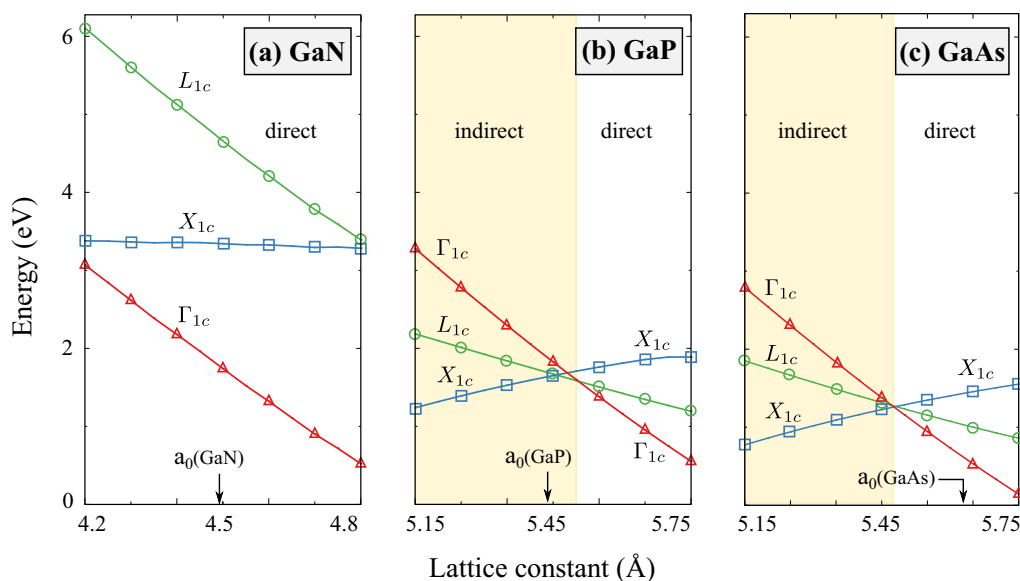 (a) GaN
(b) GaP
(c) GaAs
6
4
2
0
Energy (eV)
L1c
direct
X1c
Γ1c
a0(GaN)
4.2
4.5
4.8
indirect
direct
Γ1c
L1c
X1c
X1c
Γ1c
a0(GaP)
5.15
5.45
5.75
indirect
direct
Γ1c
L1c
X1c
X1c
a0(GaAs)
5.15
5.45
5.75
Lattice constant (Å)